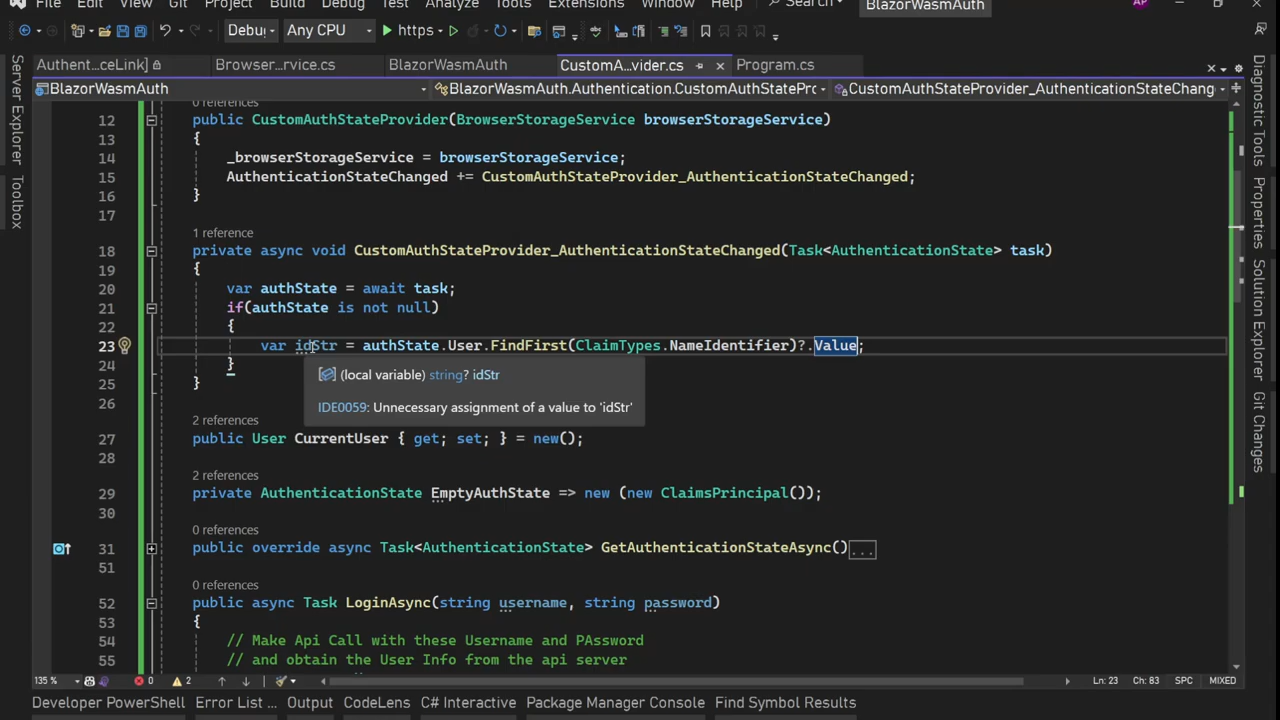 File Edit View Git Project Build Debug Test Analyze Tools Extensions Window Help Search BlazorWasmAuth AP
Debu Any CPU https
Authent...ceLink] Browser...rvice.cs BlazorWasmAuth CustomA...vider.cs Program.cs
BlazorWasmAuth BlazorWasmAuth.Authentication.CustomAuthStatePr CustomAuthStateProvider_AuthenticationStateChang
Server Explorer
Toolbox
0 references
12 public CustomAuthStateProvider(BrowserStorageService browserStorageService)
13 {
14 _browserStorageService = browserStorageService;
15 AuthenticationStateChanged += CustomAuthStateProvider_AuthenticationStateChanged;
16 }
17
1 reference
18 private async void CustomAuthStateProvider_AuthenticationStateChanged(Task<AuthenticationState> task)
19 {
20 var authState = await task;
21 if(authState is not null)
22 {
23 var idStr = authState.User.FindFirst(ClaimTypes.NameIdentifier)?.Value;
24 }
25 }
(local variable) string? idStr
IDE0059: Unnecessary assignment of a value to 'idStr'
26
2 references
27 public User CurrentUser { get; set; } = new();
28
2 references
29 private AuthenticationState EmptyAuthState => new (new ClaimsPrincipal());
30
0 references
31 public override async Task<AuthenticationState> GetAuthenticationStateAsync()...
51
0 references
52 public async Task LoginAsync(string username, string password)
53 {
54 // Make Api Call with these Username and PAssword
55 // and obtain the User Info from the api server
Diagnostic Tools
Properties
Solution Explorer
Git Changes
135 % 0 2 Ln: 23 Ch: 83 SPC MIXED
Developer PowerShell Error List ... Output CodeLens C# Interactive Package Manager Console Find Symbol Results